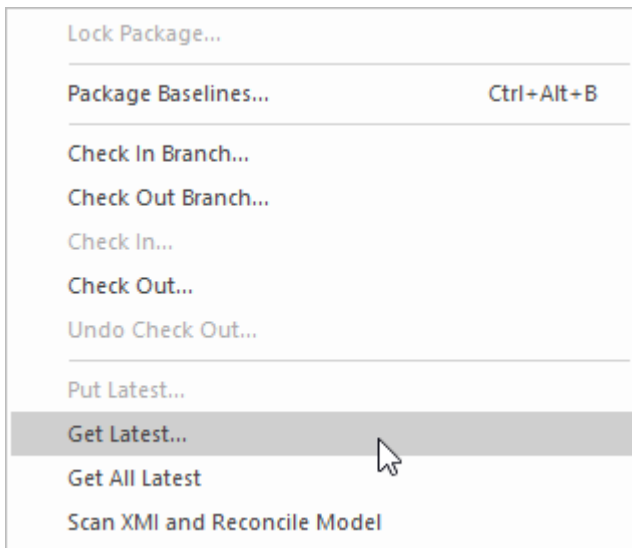 Lock Package...
Package Baselines... Ctrl+Alt+B
Check In Branch...
Check Out Branch...
Check In...
Check Out...
Undo Check Out...
Put Latest...
Get Latest...
Get All Latest
Scan XMI and Reconcile Model